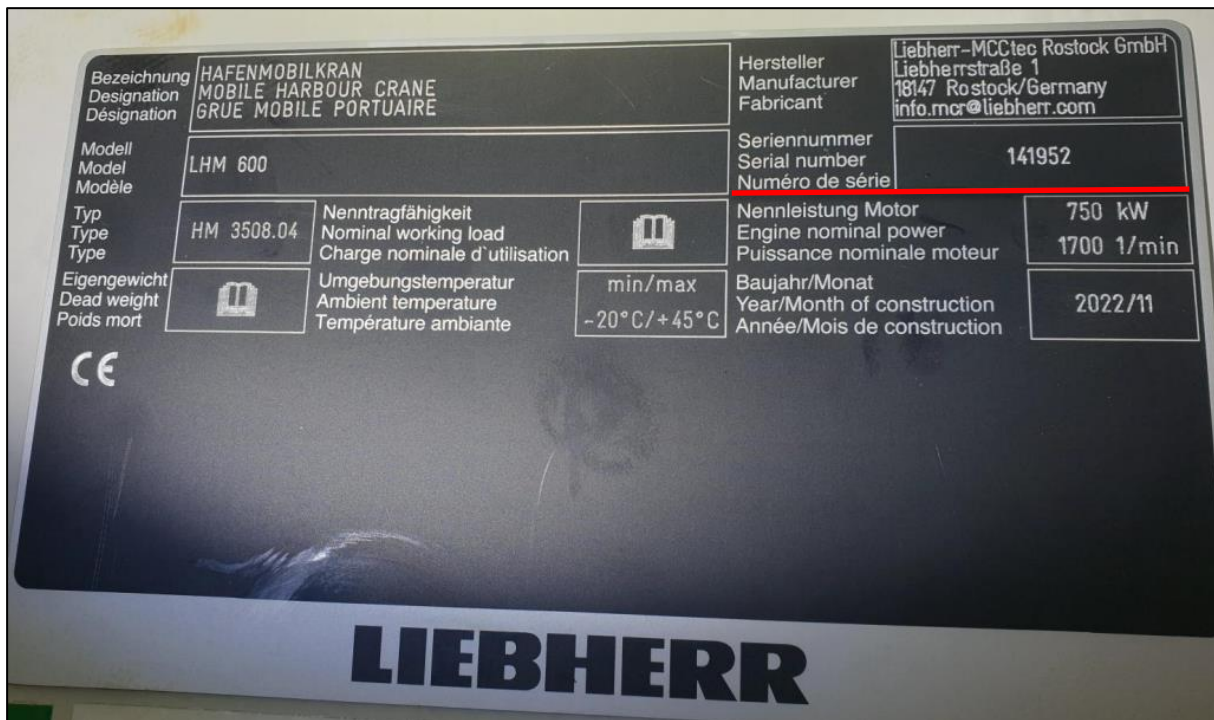 Bezeichnung
Designation
Désignation
HAFENMOBILKRAN
MOBILE HARBOUR CRANE
GRUE MOBILE PORTUAIRE
Hersteller
Manufacturer
Fabricant
Liebherr-MCCtec Rostock GmbH
Liebherrstraße 1
18147 Rostock/Germany
info.mcr@liebherr.com
Modell
Model
Modèle
LHM 600
Seriennummer
Serial number
Numéro de série
141952
Typ
Type
Type
HM 3508.04
Nenntragfähigkeit
Nominal working load
Charge nominale d`utilisation
Nennleistung Motor
Engine nominal power
Puissance nominale moteur
750 kW
1700 1/min
Eigengewicht
Dead weight
Poids mort
Umgebungstemperatur
Ambient temperature
Température ambiante
min/max
-20°C/+45°C
Baujahr/Monat
Year/Month of construction
Année/Mois de construction
2022/11
CE
LIEBHERR